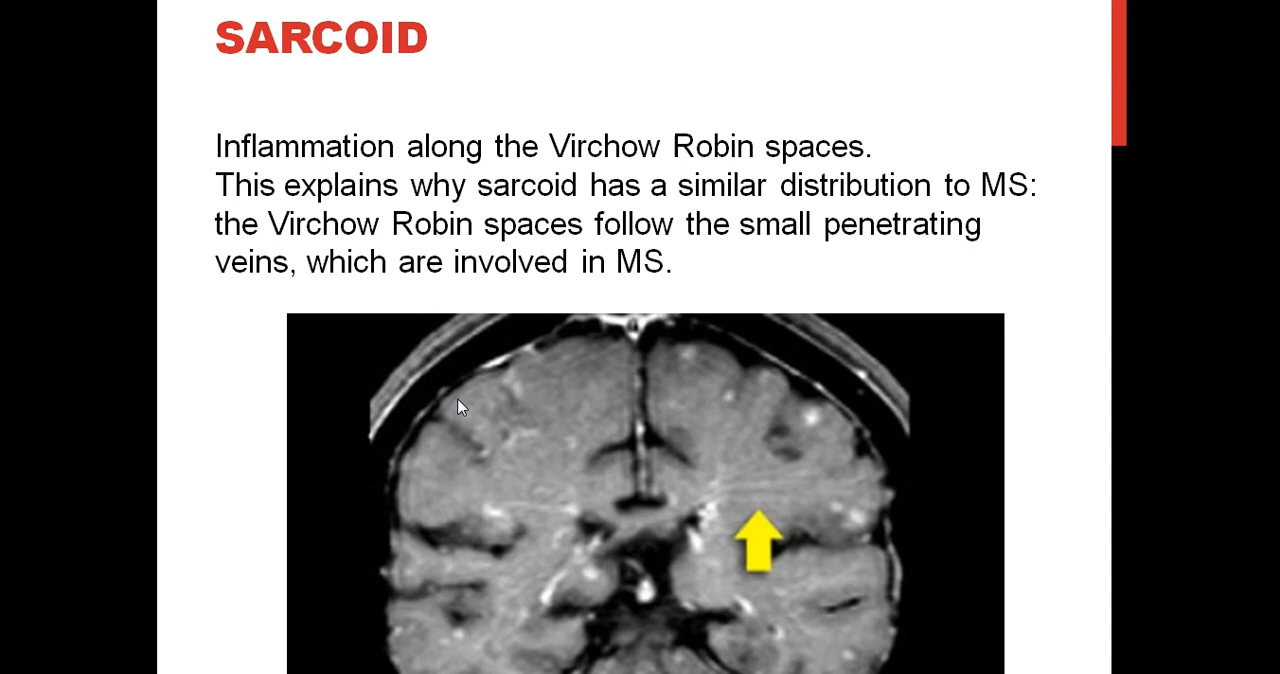 SARCOID
Inflammation along the Virchow Robin spaces.
This explains why sarcoid has a similar distribution to MS:
the Virchow Robin spaces follow the small penetrating
veins, which are involved in MS.